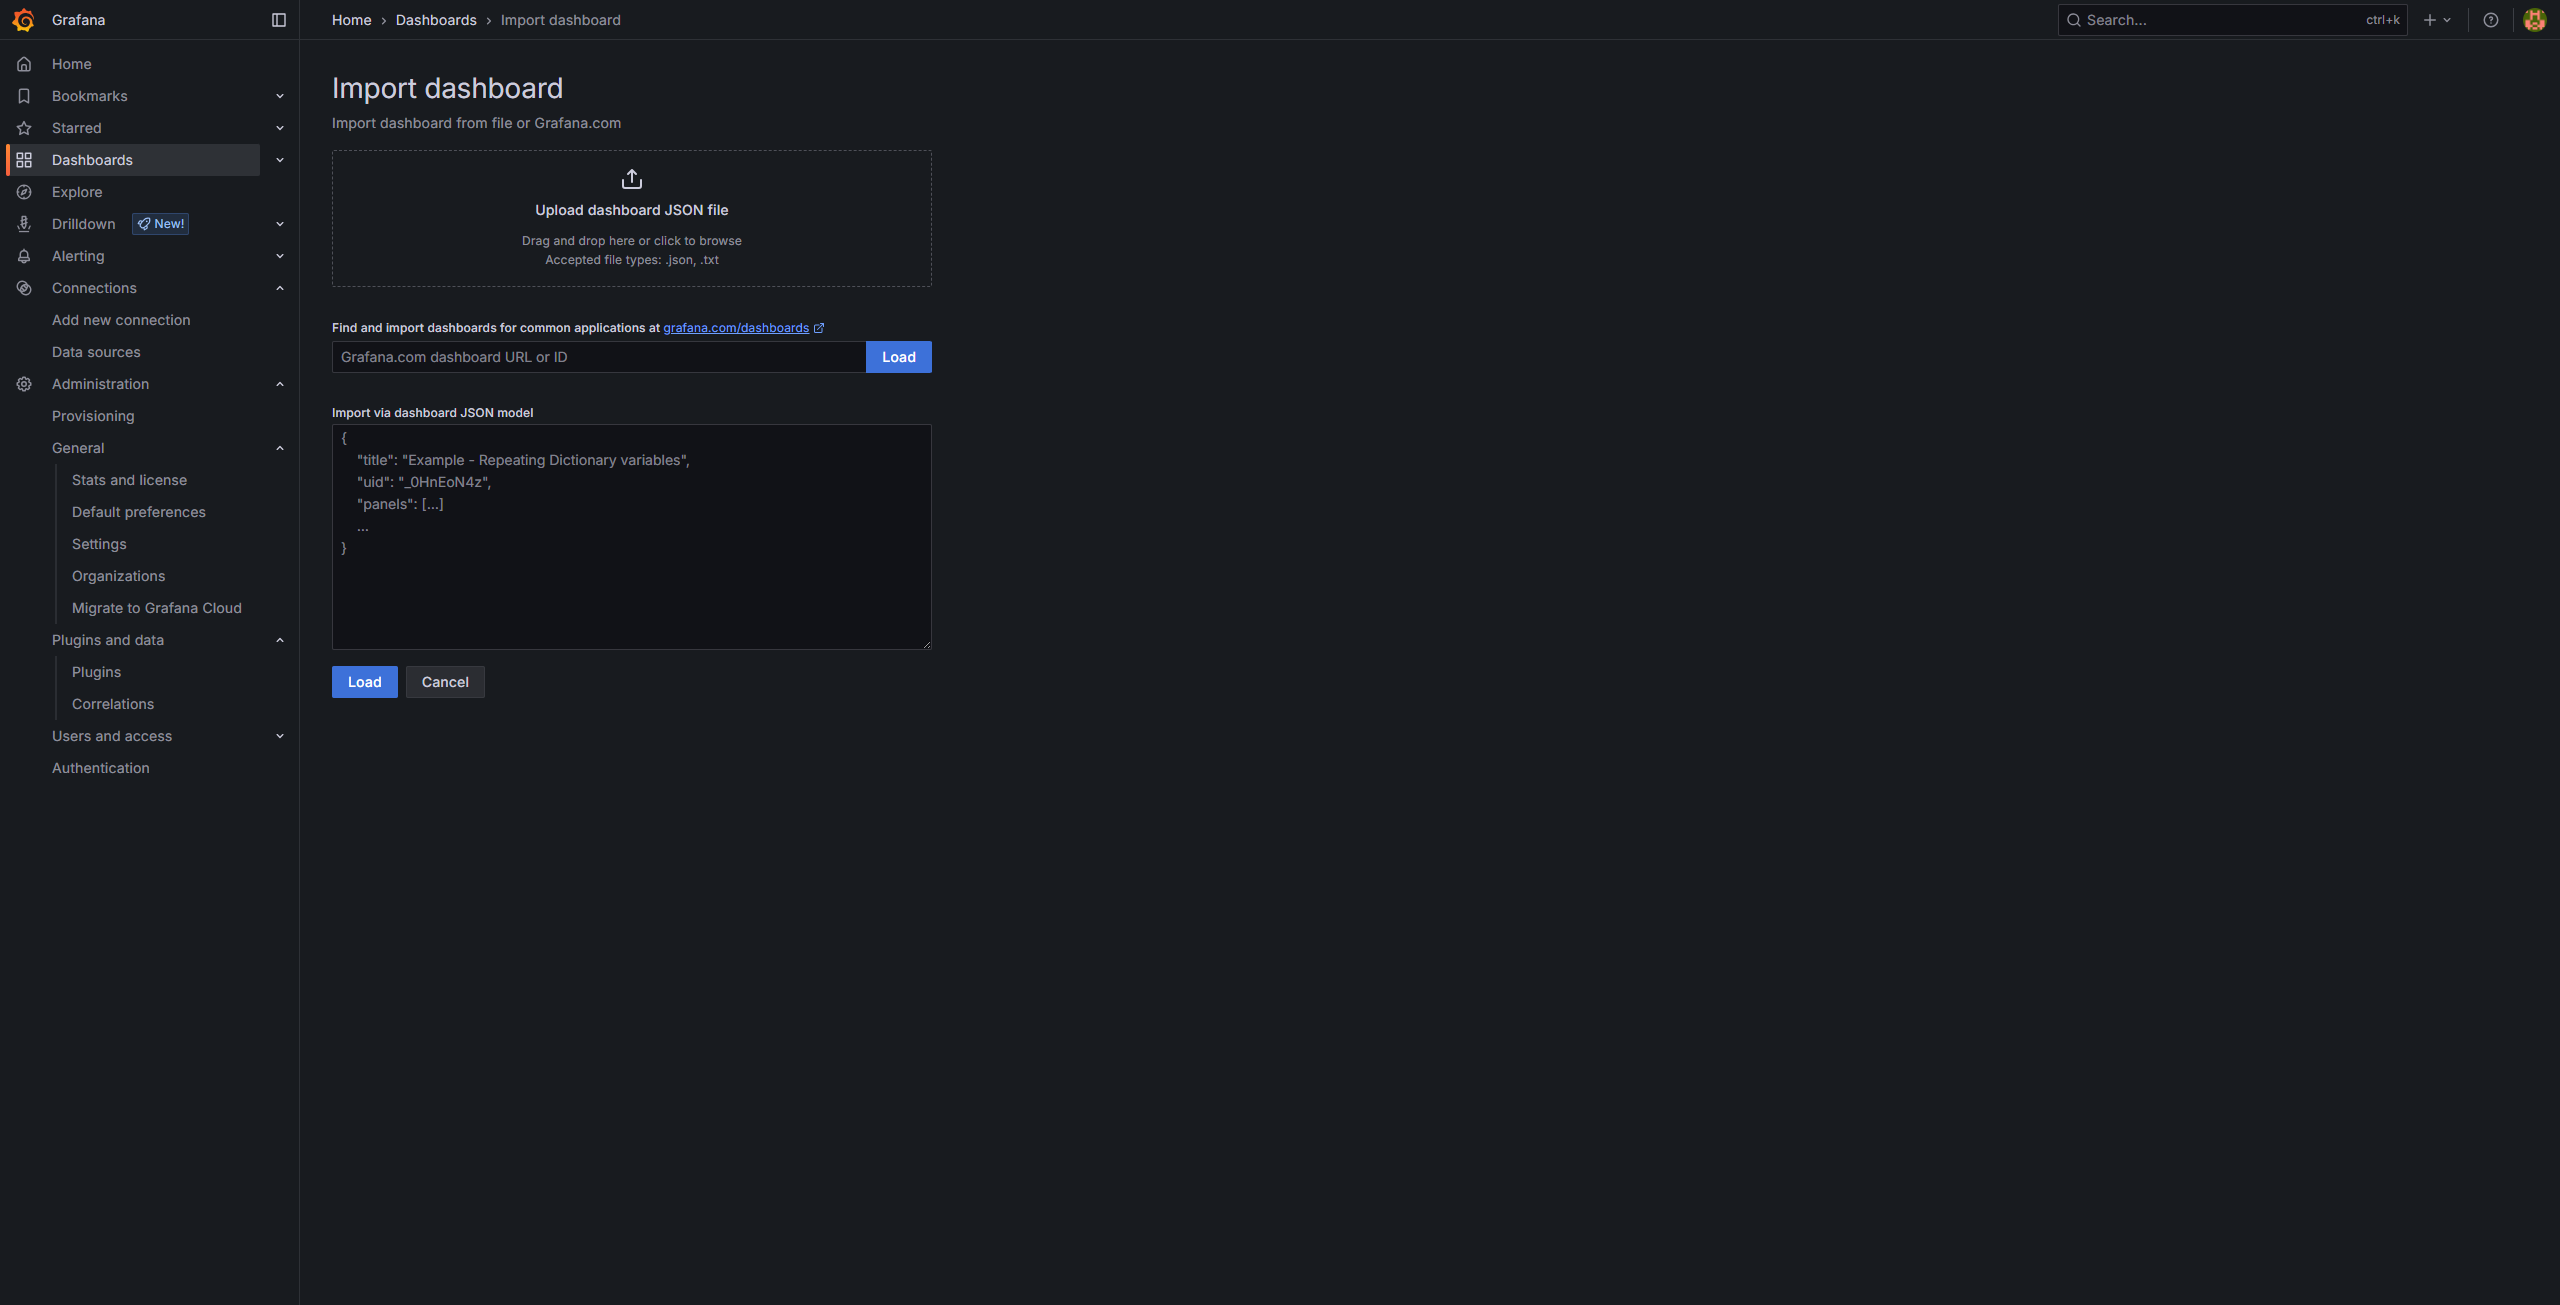 Grafana
Home › Dashboards › Import dashboard
Search...
ctrl+k
Home
Bookmarks
Starred
Dashboards
Explore
Drilldown
New!
Alerting
Connections
Add new connection
Data sources
Administration
Provisioning
General
Stats and license
Default preferences
Settings
Organizations
Migrate to Grafana Cloud
Plugins and data
Plugins
Correlations
Users and access
Authentication
Import dashboard
Import dashboard from file or Grafana.com
Upload dashboard JSON file
Drag and drop here or click to browse
Accepted file types: .json, .txt
Find and import dashboards for common applications at grafana.com/dashboards
Grafana.com dashboard URL or ID
Load
Import via dashboard JSON model
{
"title": "Example - Repeating Dictionary variables",
"uid": "_0HnEoN4z",
"panels": [...]
...
}
Load
Cancel